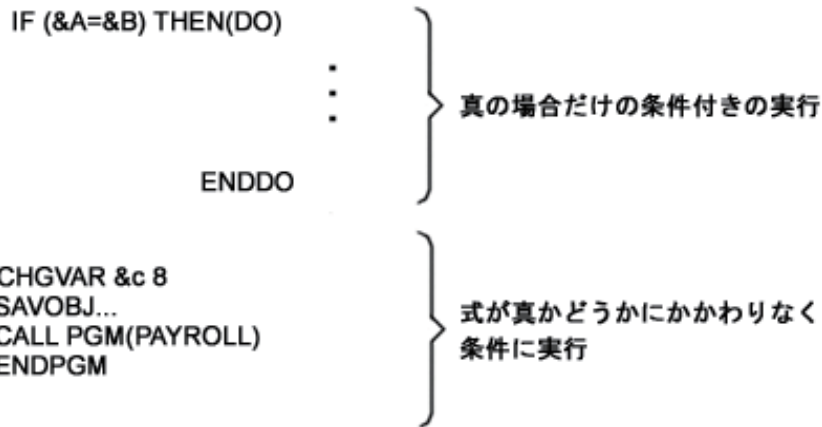 IF (&A=&B) THEN(DO)
.
.
.
真の場合だけの条件付きの実行
ENDDO
CHGVAR &c 8
SAVOBJ...
CALL PGM(PAYROLL)
ENDPGM
式が真かどうかにかかわりなく
条件に実行